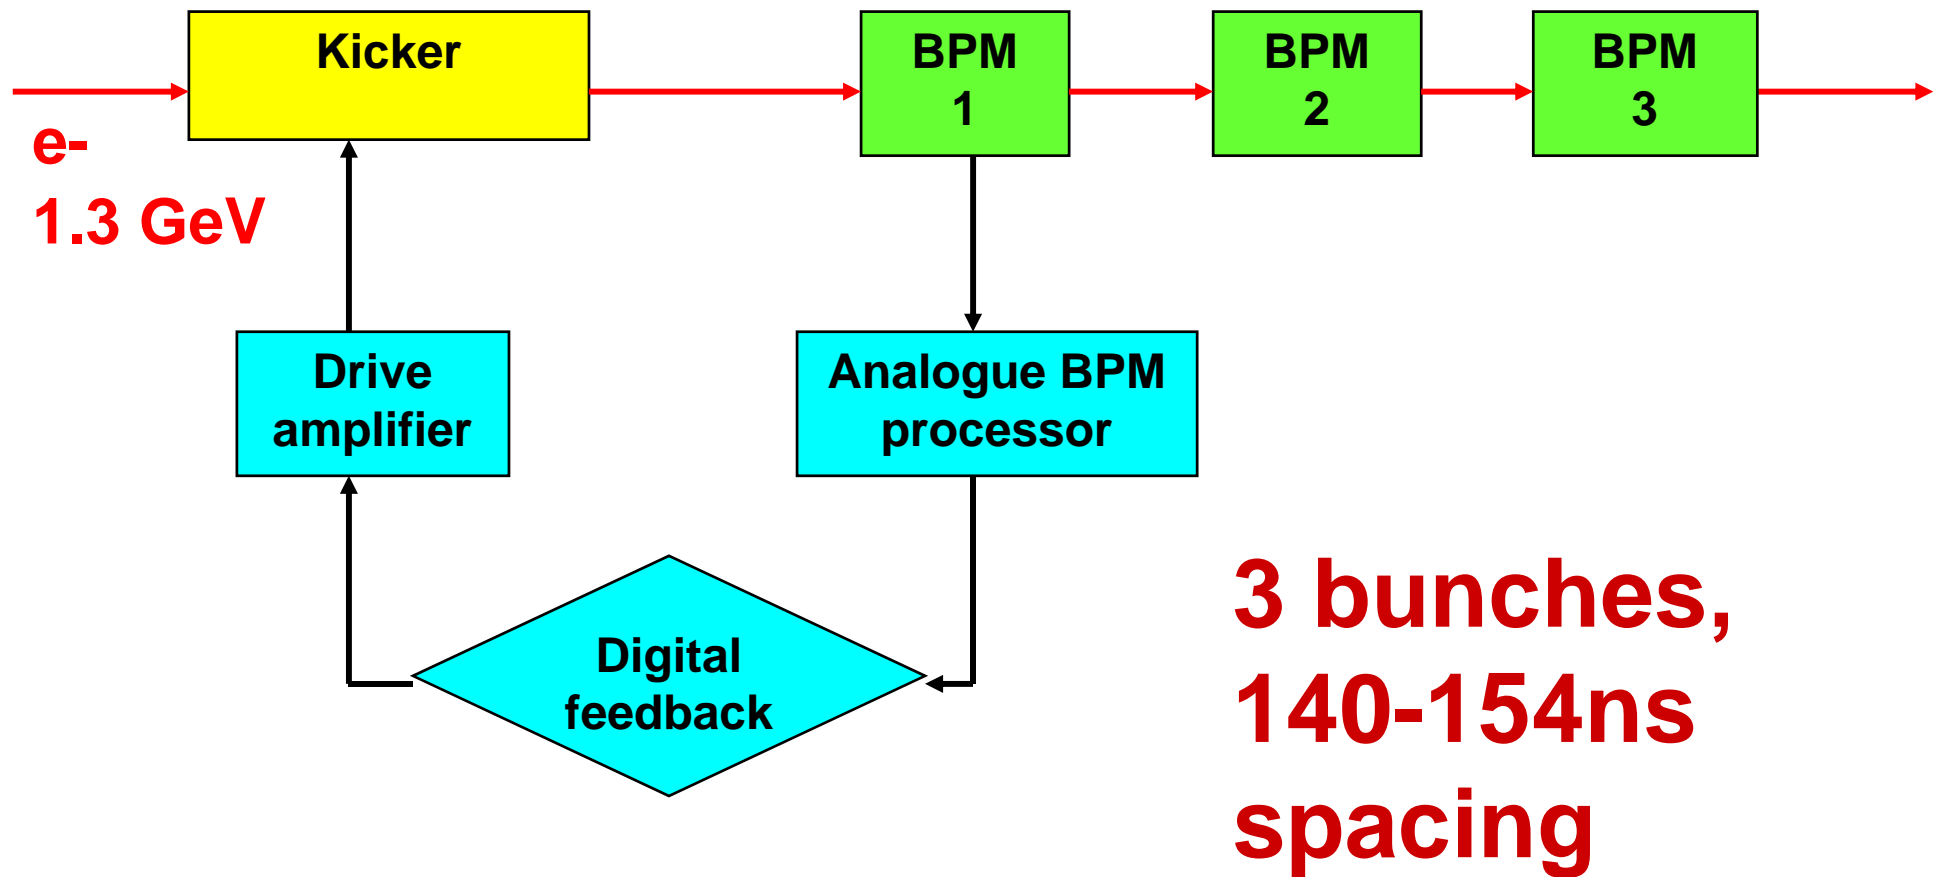 Kicker
BPM
1
BPM
2
BPM
3
e-
1.3 GeV
Drive
amplifier
Analogue BPM
processor
Digital
feedback
3 bunches,
140-154ns
spacing